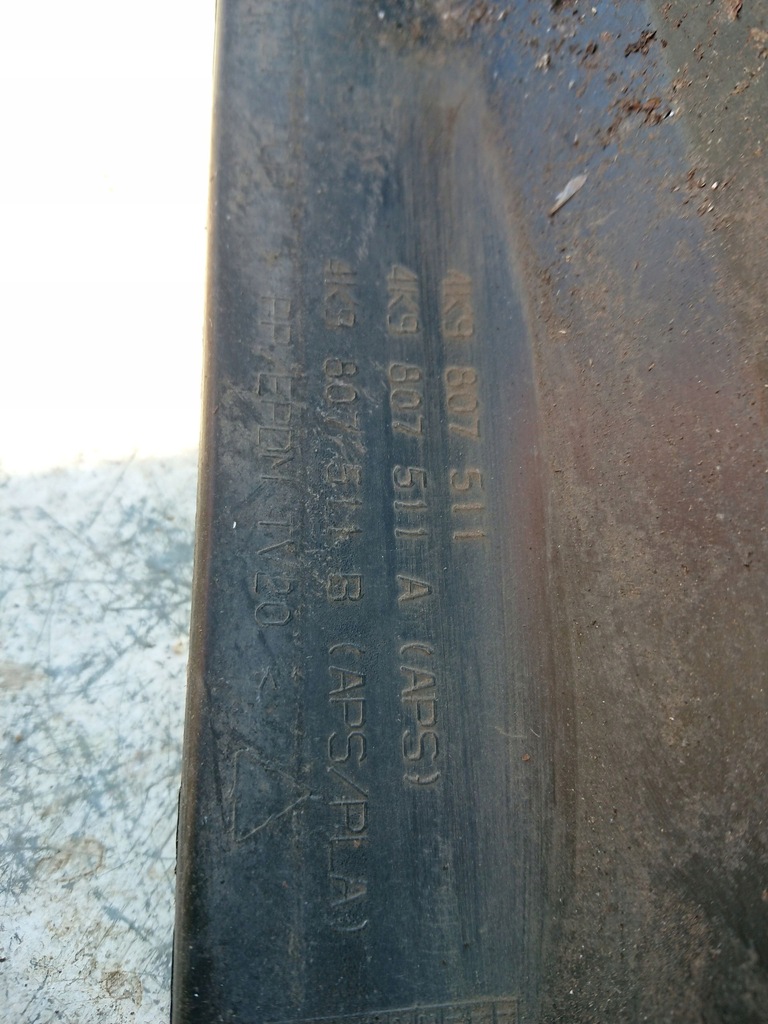 4K9 807 511
4K9 807 511 A (APS)
4K9 807 511 B (APS/PLA)
>PP/EPDM-TV20<